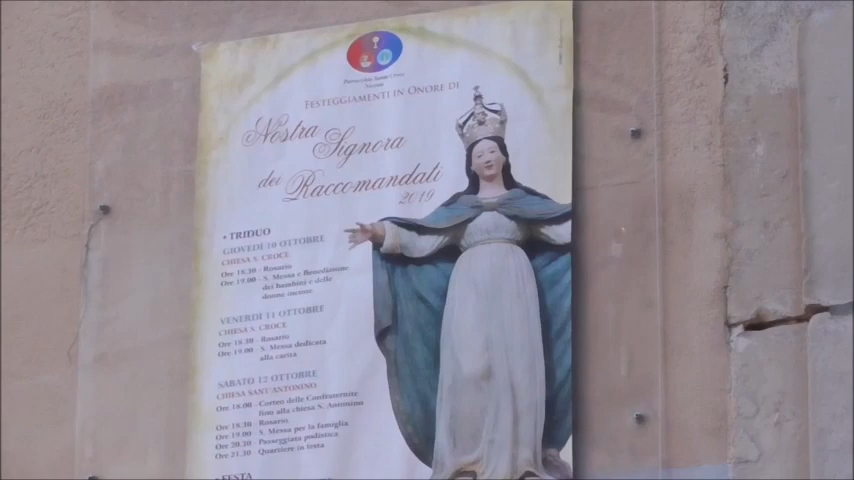 Parrocchia Santa Croce
FESTEGGIAMENTI IN ONORE DI
Nostra
Signora
dei Raccomandati
2019
• TRIDUO
GIOVEDÌ 10 OTTOBRE
CHIESA S. CROCE
Ore 18.30 - Rosario
Ore 19.00 - S. Messa e Benedizione
dei bambini e delle
donne incinte
VENERDÌ 11 OTTOBRE
CHIESA S. CROCE
Ore 18.30 - Rosario
Ore 19.00 - S. Messa dedicata
alla carità
SABATO 12 OTTOBRE
CHIESA SANT'ANTONINO
Ore 18.00 - Corteo delle Confraternite
fino alla chiesa S. Antonino
Ore 18.30 - Rosario
Ore 19.00 - S. Messa per la famiglia
Ore 20.30 - Passeggiata podistica
Ore 21.30 - Quartiere in festa
• FESTA